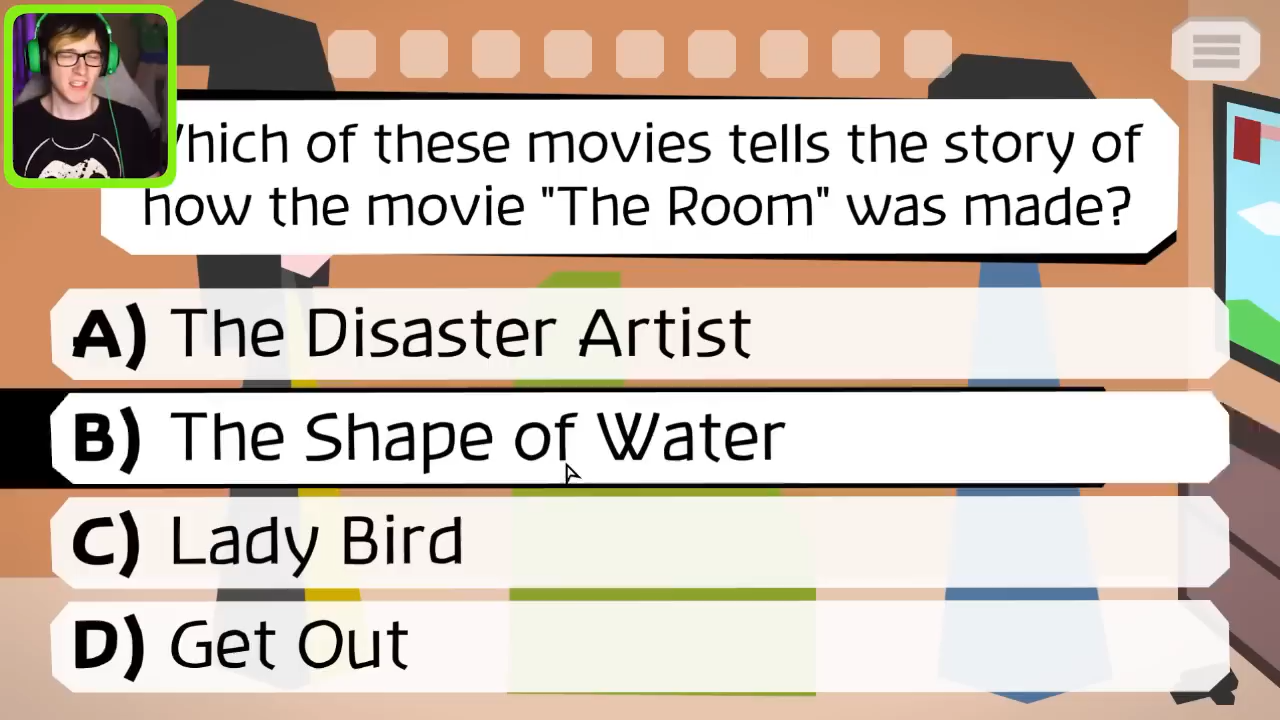 Which of these movies tells the story of
how the movie "The Room" was made?
A) The Disaster Artist
B) The Shape of Water
C) Lady Bird
D) Get Out